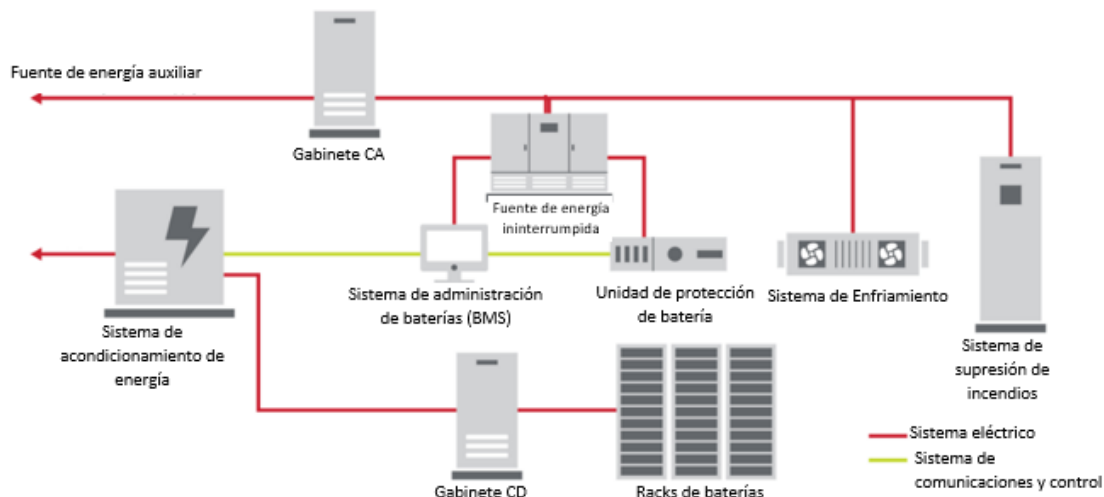 Fuente de energía auxiliar
Gabinete CA
Fuente de energía
ininterrumpida
Sistema de administración
de baterías (BMS)
Unidad de protección
de batería
Sistema de Enfriamiento
Sistema de
acondicionamiento de
energía
Sistema de
supresión de
incendios
Gabinete CD
Racks de baterías
Sistema eléctrico
Sistema de
comunicaciones y control